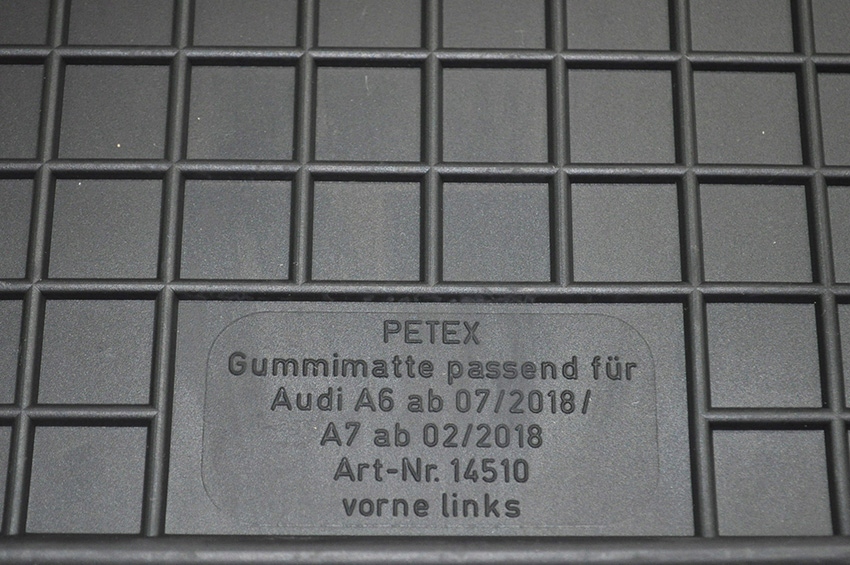 PETEX
Gummimatte passend für
Audi A6 ab 07/2018/
A7 ab 02/2018
Art-Nr. 14510
vorne links